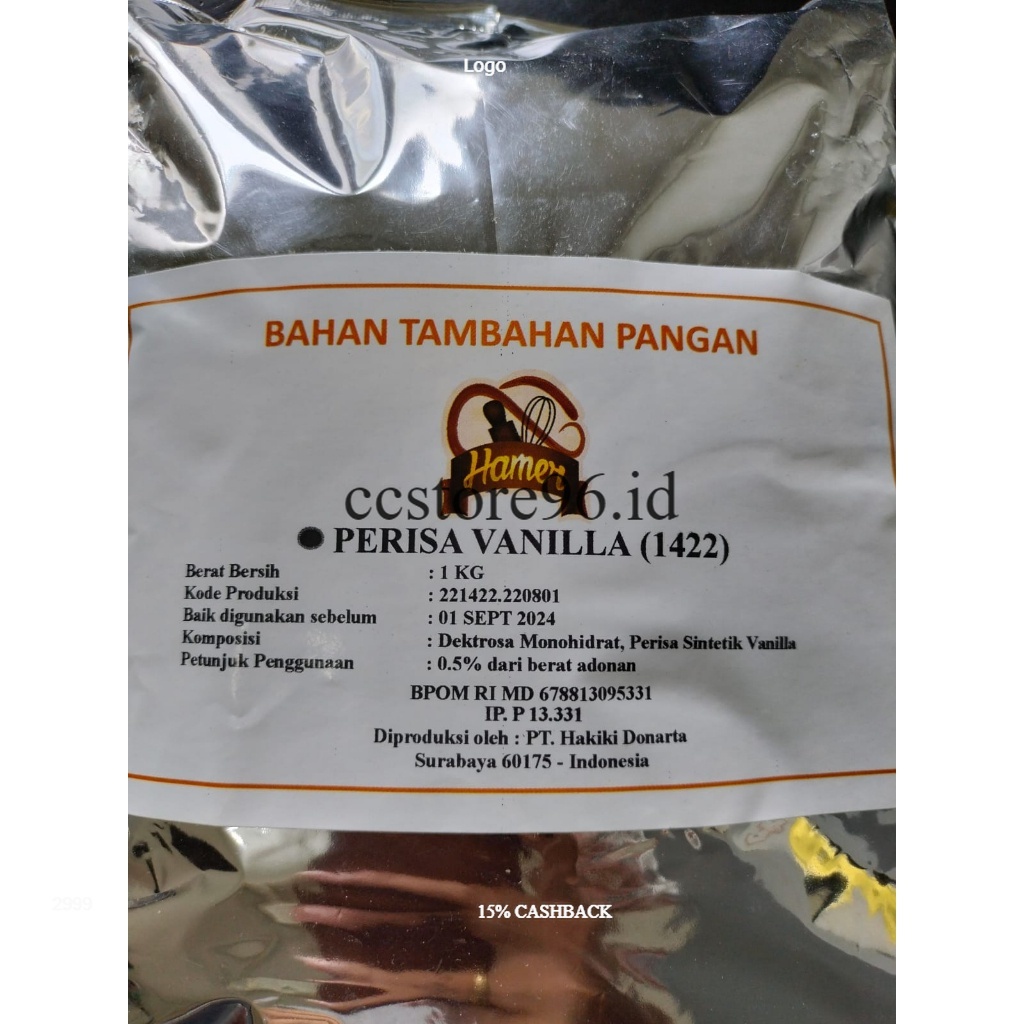 Logo
BAHAN TAMBAHAN PANGAN
Hamen
ccstore96.id
● PERISA VANILLA (1422)
Berat Bersih : 1 KG
Kode Produksi : 221422.220801
Baik digunakan sebelum : 01 SEPT 2024
Komposisi : Dektrosa Monohidrat, Perisa Sintetik Vanilla
Petunjuk Penggunaan : 0.5% dari berat adonan
BPOM RI MD 678813095331
IP. P 13.331
Diproduksi oleh : PT. Hakiki Donarta
Surabaya 60175 - Indonesia
2999
15% CASHBACK